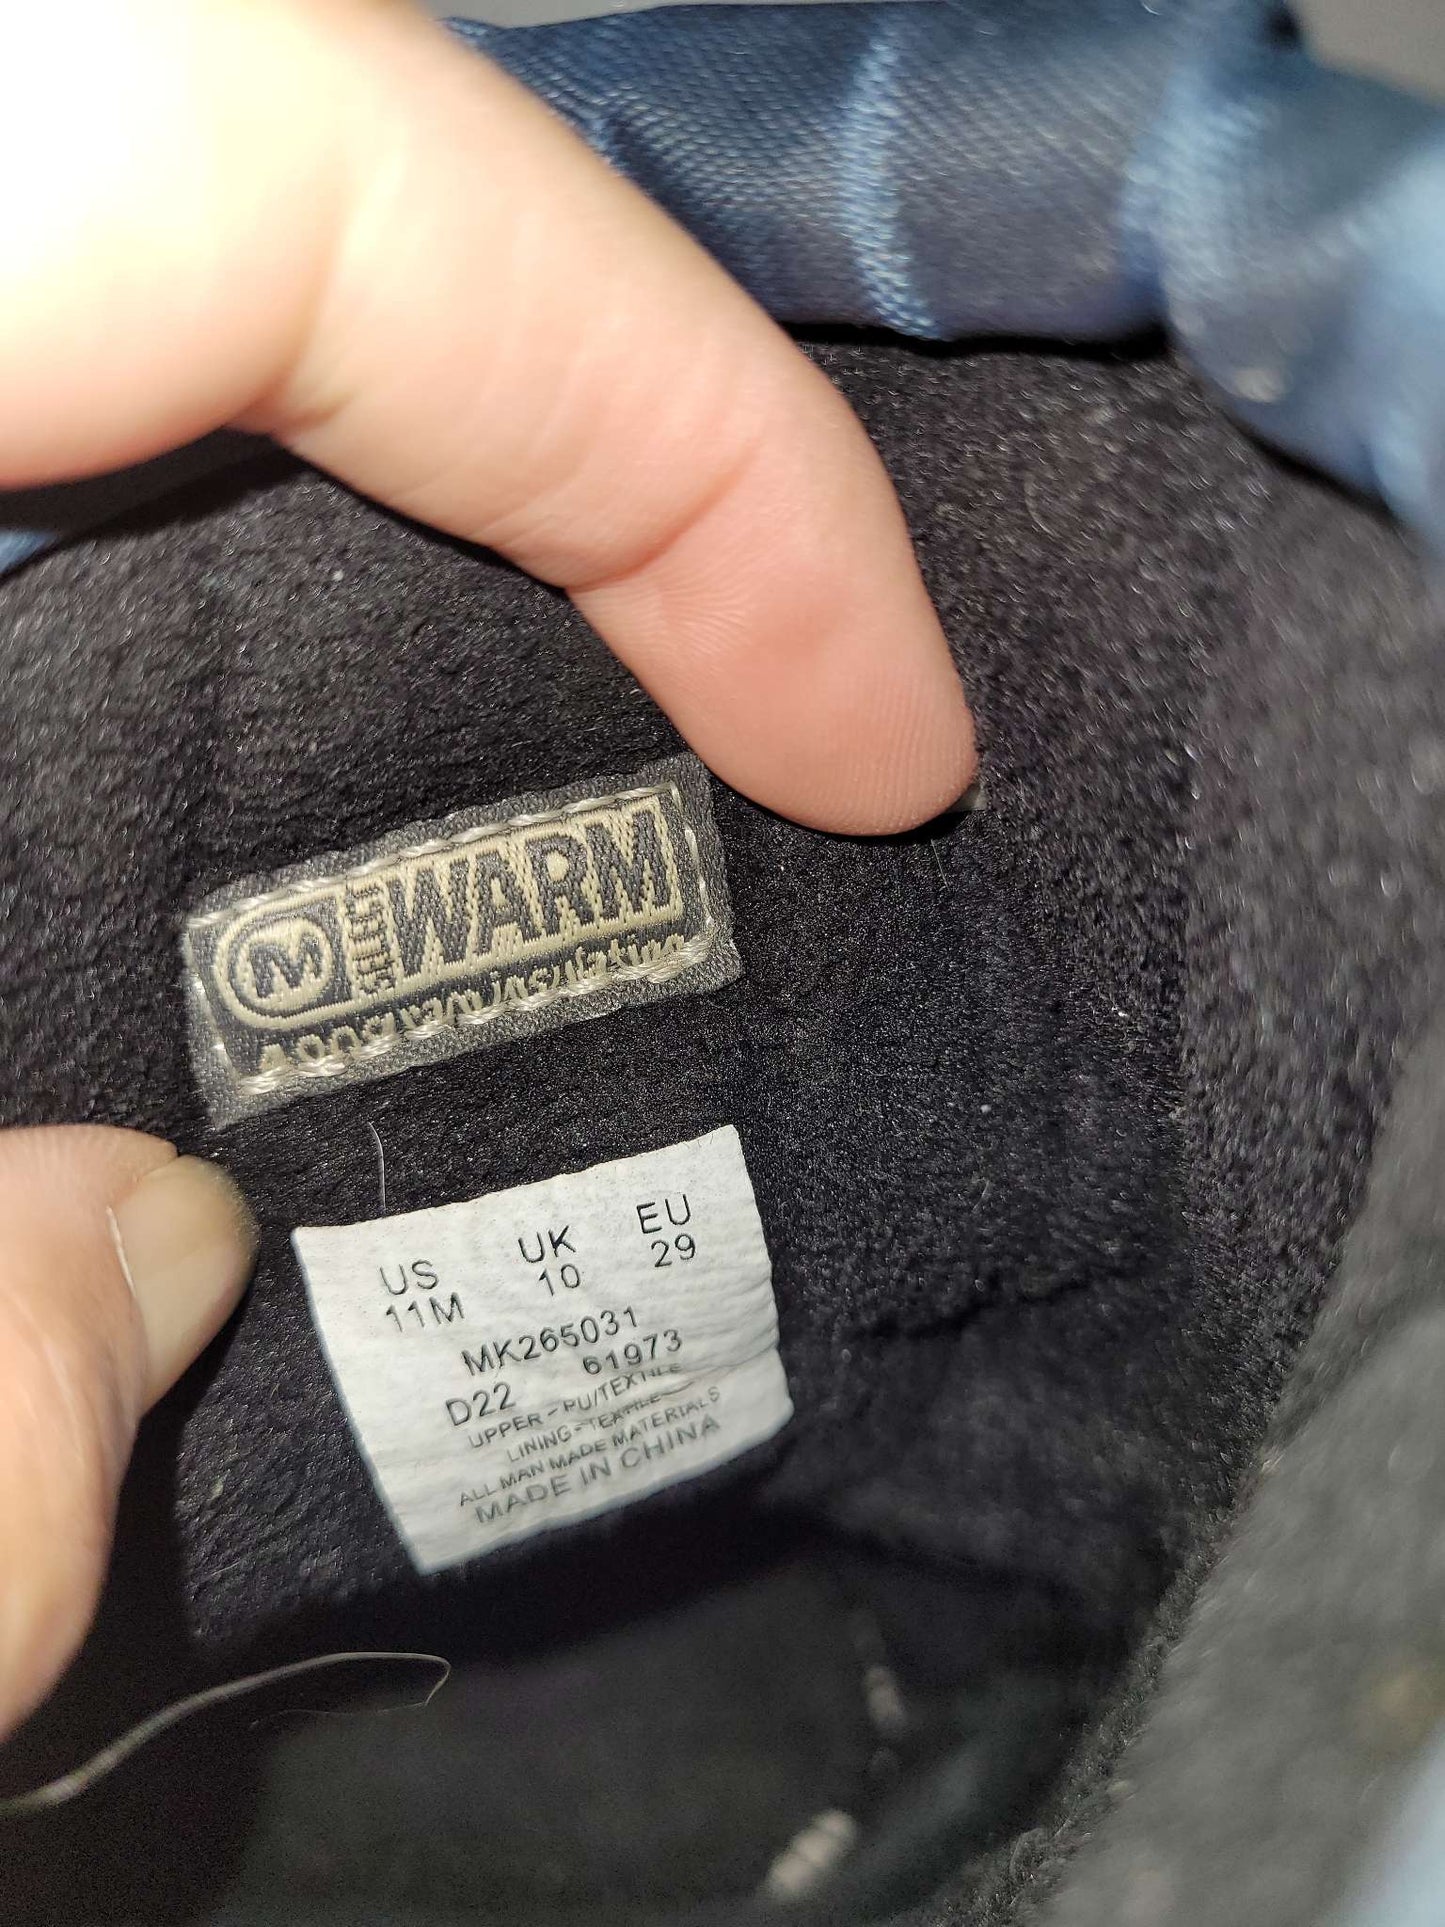 M
WARM
insulation
US UK EU
11M 10 29
MK265031
D22 61973
UPPER-PU/TEXTILE
LINING-TEXTILE
ALL MAN MADE MATERIALS
MADE IN CHINA